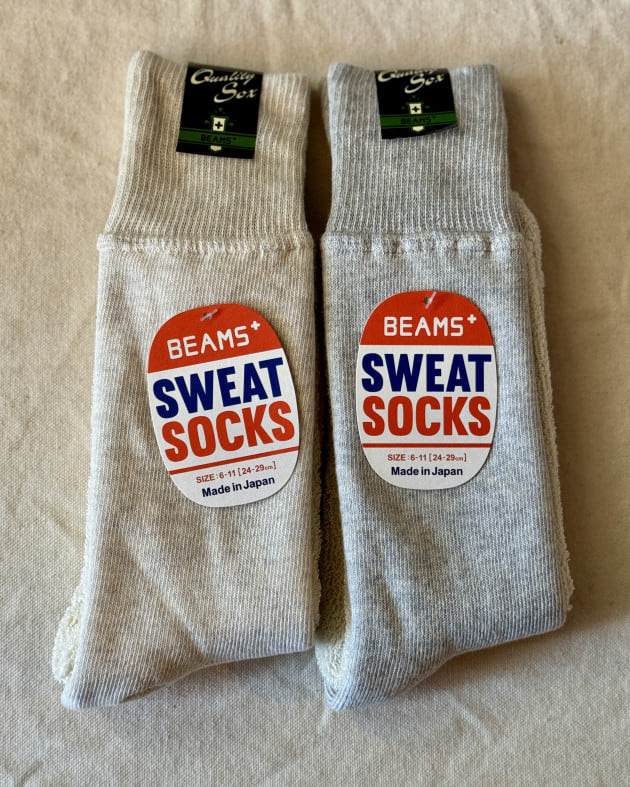 Quality
Sox
BEAMS+
BEAMS+
SWEAT
SOCKS
SIZE : 6-11 [24-29cm]
Made in Japan
Quality
Sox
BEAMS+
BEAMS+
SWEAT
SOCKS
SIZE : 6-11 [24-29cm]
Made in Japan